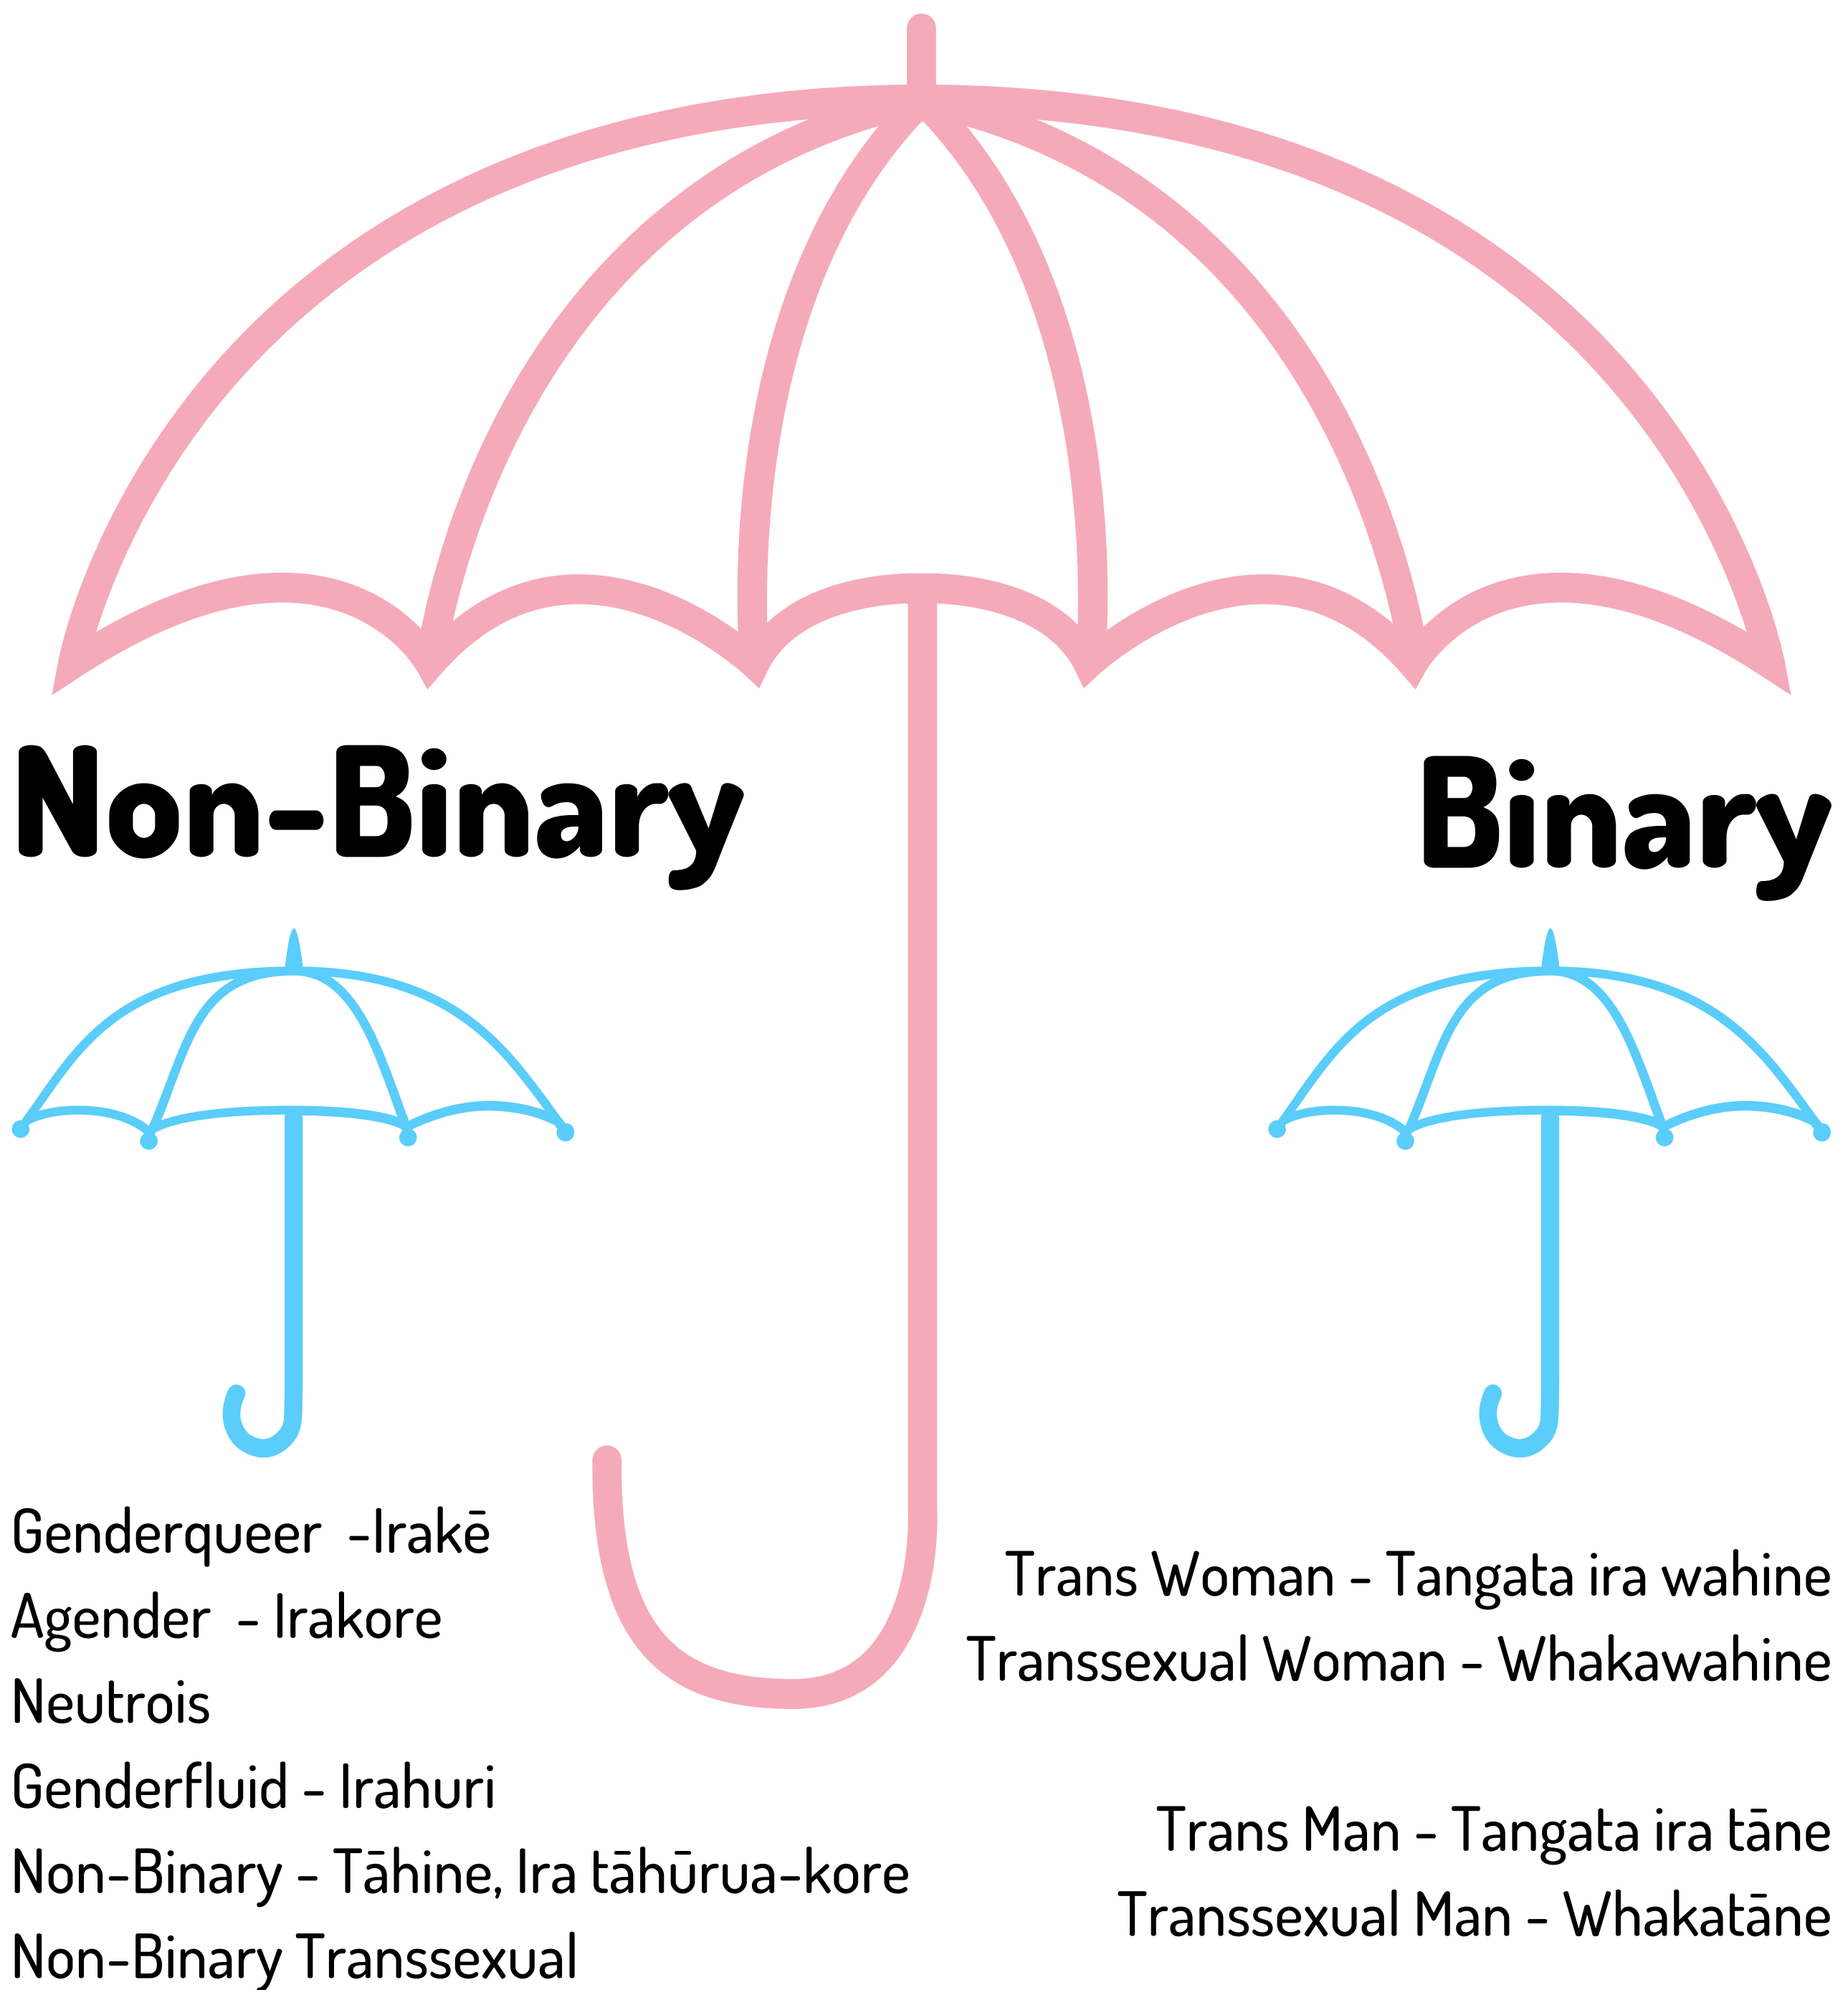 Non-Binary
Genderqueer -Irakē
Agender - Irakore
Neutrois
Genderfluid - Irahuri
Non-Binary - Tāhine, Ira tāhūrua-kore
Non-Binary Transsexual
Binary
Trans Woman - Tangata ira wahine
Transsexual Woman - Whakawahine
Trans Man - Tangata ira tāne
Transsexual Man - Whakatāne